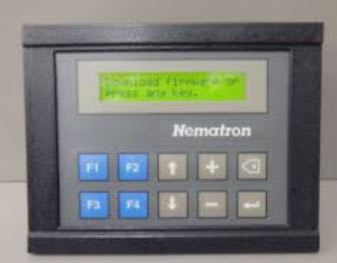 Download firmware or
press any key.
Nematron
F1 F2 ↑ +
F3 F4 ↓ − ↵